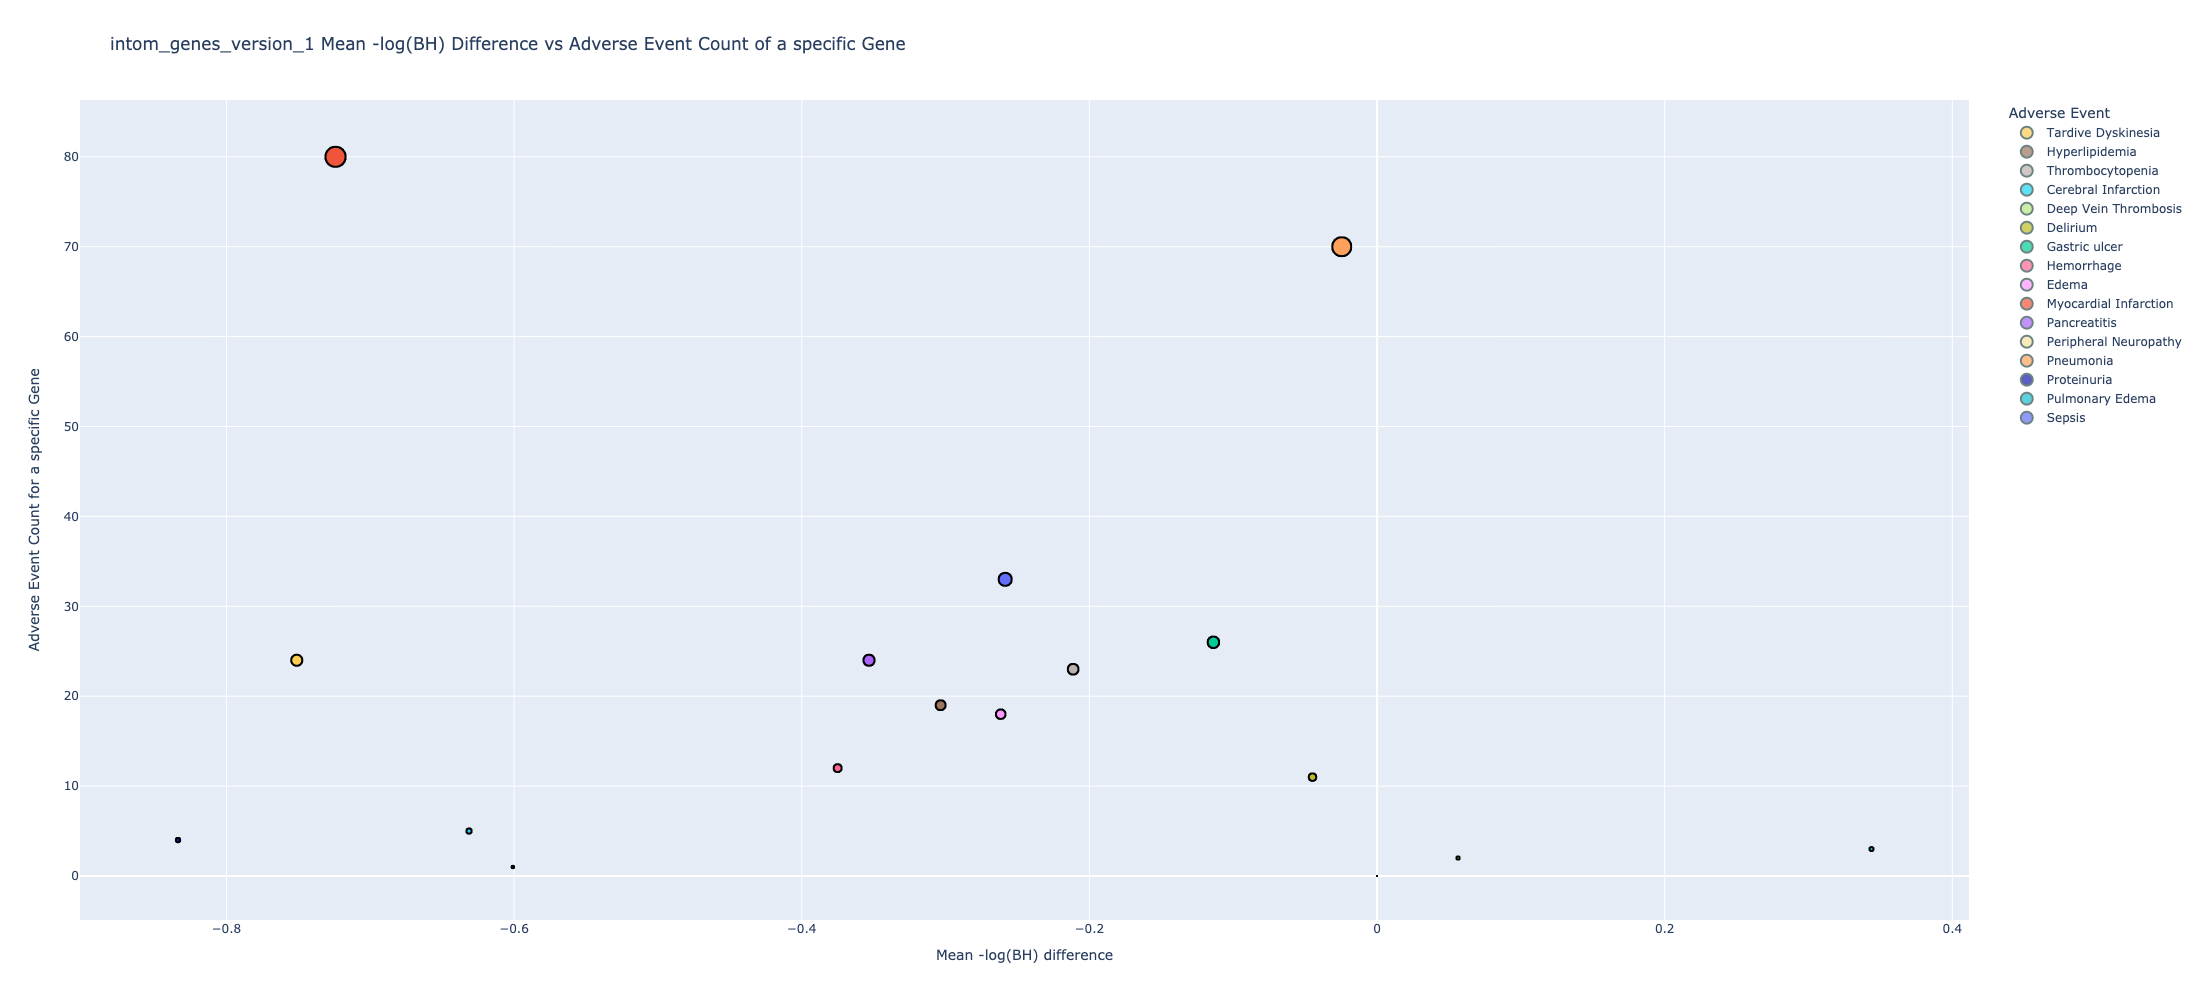 intom_genes_version_1 Mean -log(BH) Difference vs Adverse Event Count of a specific Gene
Adverse Event
Tardive Dyskinesia
Hyperlipidemia
Thrombocytopenia
Cerebral Infarction
Deep Vein Thrombosis
Delirium
Gastric ulcer
Hemorrhage
Edema
Myocardial Infarction
Pancreatitis
Peripheral Neuropathy
Pneumonia
Proteinuria
Pulmonary Edema
Sepsis
Adverse Event Count for a specific Gene
80
70
60
50
40
30
20
10
0
−0.8
−0.6
−0.4
−0.2
0
0.2
0.4
Mean -log(BH) difference